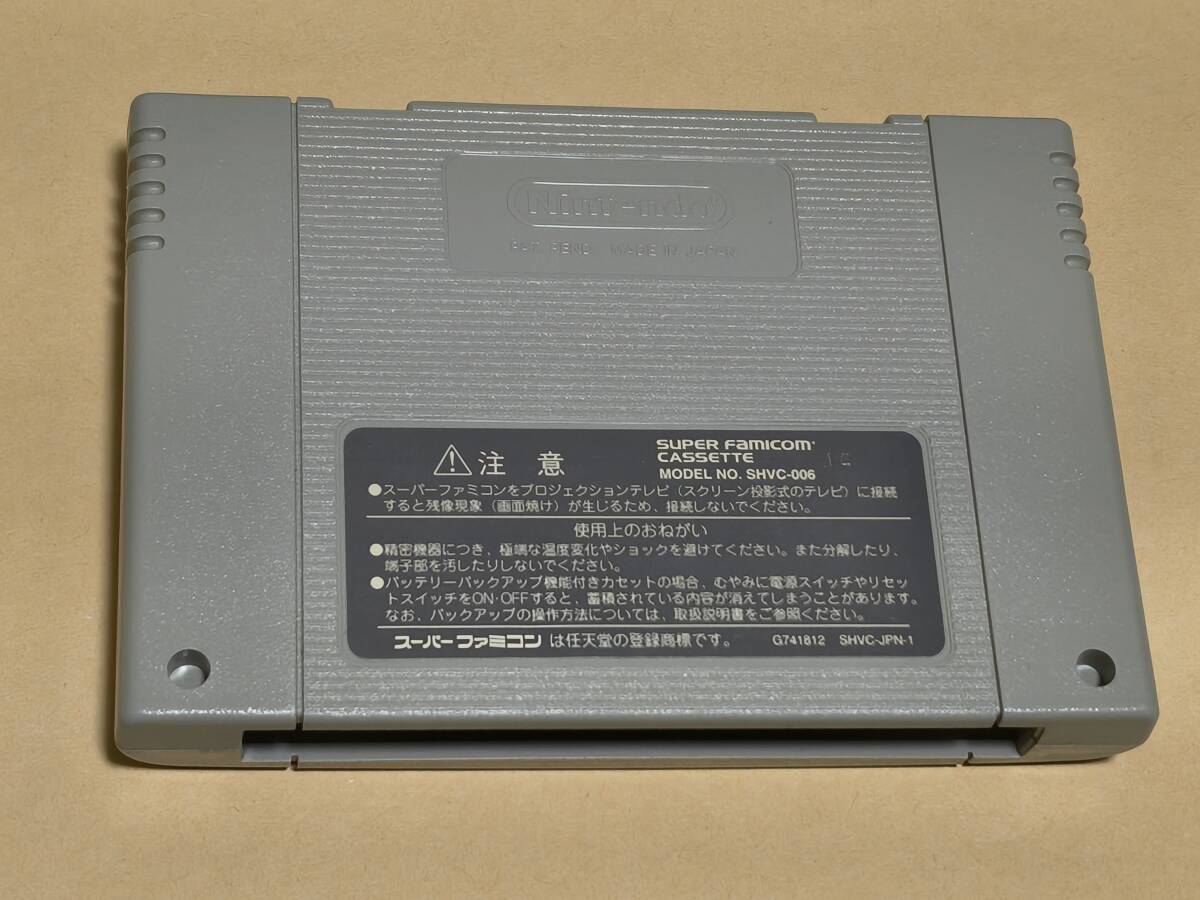 Nintendo
PAT. PEND. MADE IN JAPAN
⚠注意
SUPER FAMICOM
CASSETTE
MODEL NO. SHVC-006
●スーパーファミコンをプロジェクションテレビ（スクリーン投影式のテレビ）に接続
すると残像現象（画面焼け）が生じるため、接続しないでください。
使用上のおねがい
●精密機器につき、極端な温度変化やショックを避けてください。また分解したり、
端子部を汚したりしないでください。
●バッテリーバックアップ機能付きカセットの場合、むやみに電源スイッチやリセッ
トスイッチをON・OFFすると、蓄積されている内容が消えてしまうことがあります。
なお、バックアップの操作方法については、取扱説明書をご参照ください。
スーパーファミコンは任天堂の登録商標です。 G741812 SHVC-JPN-1